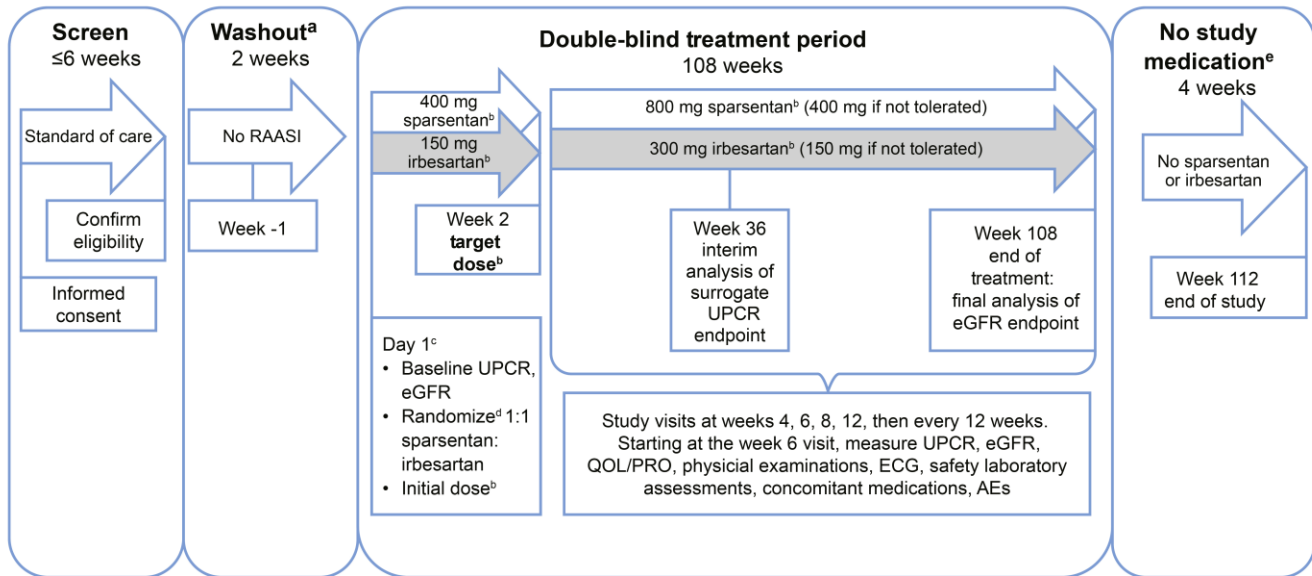 Screen
≤6 weeks
Standard of care
Confirm
eligibility
Informed
consent
Washoutᵃ
2 weeks
No RAASI
Week -1
Double-blind treatment period
108 weeks
400 mg
sparsentanᵇ
150 mg
irbesartanᵇ
800 mg sparsentanᵇ (400 mg if not tolerated)
300 mg irbesartanᵇ (150 mg if not tolerated)
Week 2
target
doseᵇ
Week 36
interim
analysis of
surrogate
UPCR
endpoint
Week 108
end of
treatment:
final analysis of
eGFR endpoint
Day 1ᶜ
• Baseline UPCR,
eGFR
• Randomizeᵈ 1:1
sparsentan:
irbesartan
• Initial doseᵇ
Study visits at weeks 4, 6, 8, 12, then every 12 weeks.
Starting at the week 6 visit, measure UPCR, eGFR,
QOL/PRO, physicial examinations, ECG, safety laboratory
assessments, concomitant medications, AEs
No study
medicationᵉ
4 weeks
No sparsentan
or irbesartan
Week 112
end of study